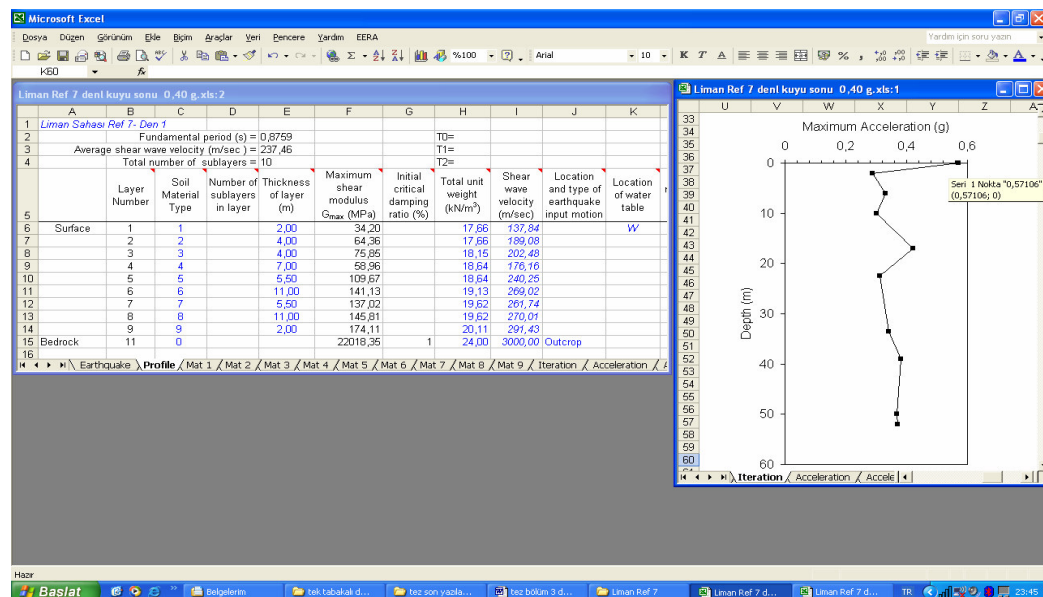 Microsoft Excel
Dosya Düzen Görünüm Ekle Biçim Araçlar Veri Pencere Yardım EERA
Yardım için soru yazın
%100 Arial 10 K T A
K60 fx
Liman Ref 7 denl kuyu sonu 0,40 g.xls:2
A B C D E F G H I J K
1 Liman Sahası Ref 7- Den 1
2 Fundamental period (s) = 0,8759 T0=
3 Average shear wave velocity (m/sec ) = 237,46 T1=
4 Total number of sublayers = 10 T2=
5 Layer Number Soil Material Type Number of sublayers in layer Thickness of layer (m) Maximum shear modulus Gmax (MPa) Initial critical damping ratio (%) Total unit weight (kN/m3) Shear wave velocity (m/sec) Location and type of earthquake input motion Location of water table
6 Surface 1 1 2,00 34,20 17,66 137,84 W
7 2 2 4,00 64,36 17,66 189,08
8 3 3 4,00 75,85 18,15 202,48
9 4 4 7,00 58,96 18,64 176,16
10 5 5 5,50 109,67 18,64 240,25
11 6 6 11,00 141,13 19,13 269,02
12 7 7 5,50 137,02 19,62 261,74
13 8 8 11,00 145,81 19,62 270,01
14 9 9 2,00 174,11 20,11 291,43
15 Bedrock 11 0 22018,35 1 24,00 3000,00 Outcrop
16
Earthquake Profile Mat 1 Mat 2 Mat 3 Mat 4 Mat 5 Mat 6 Mat 7 Mat 8 Mat 9 Iteration Acceleration
Liman Ref 7 denl kuyu sonu 0,40 g.xls:1
U V W X Y Z
33
34
35
36
37
38
39
40
41
42
43
44
45
46
47
48
49
50
51
52
53
54
55
56
57
58
59
60
Maximum Acceleration (g)
0 0,2 0,4 0,6
0
10
20
30
40
50
60
Depth (m)
Seri 1 Nokta "0,57106"
(0,57106; 0)
Iteration Acceleration Accele
Hazır
Başlat Belgelerim tek tabakalı d... tez son yazıla... tez bölüm 3 d... Liman Ref 7 Liman Ref 7 d... Liman Ref 7 d... TR 23:45